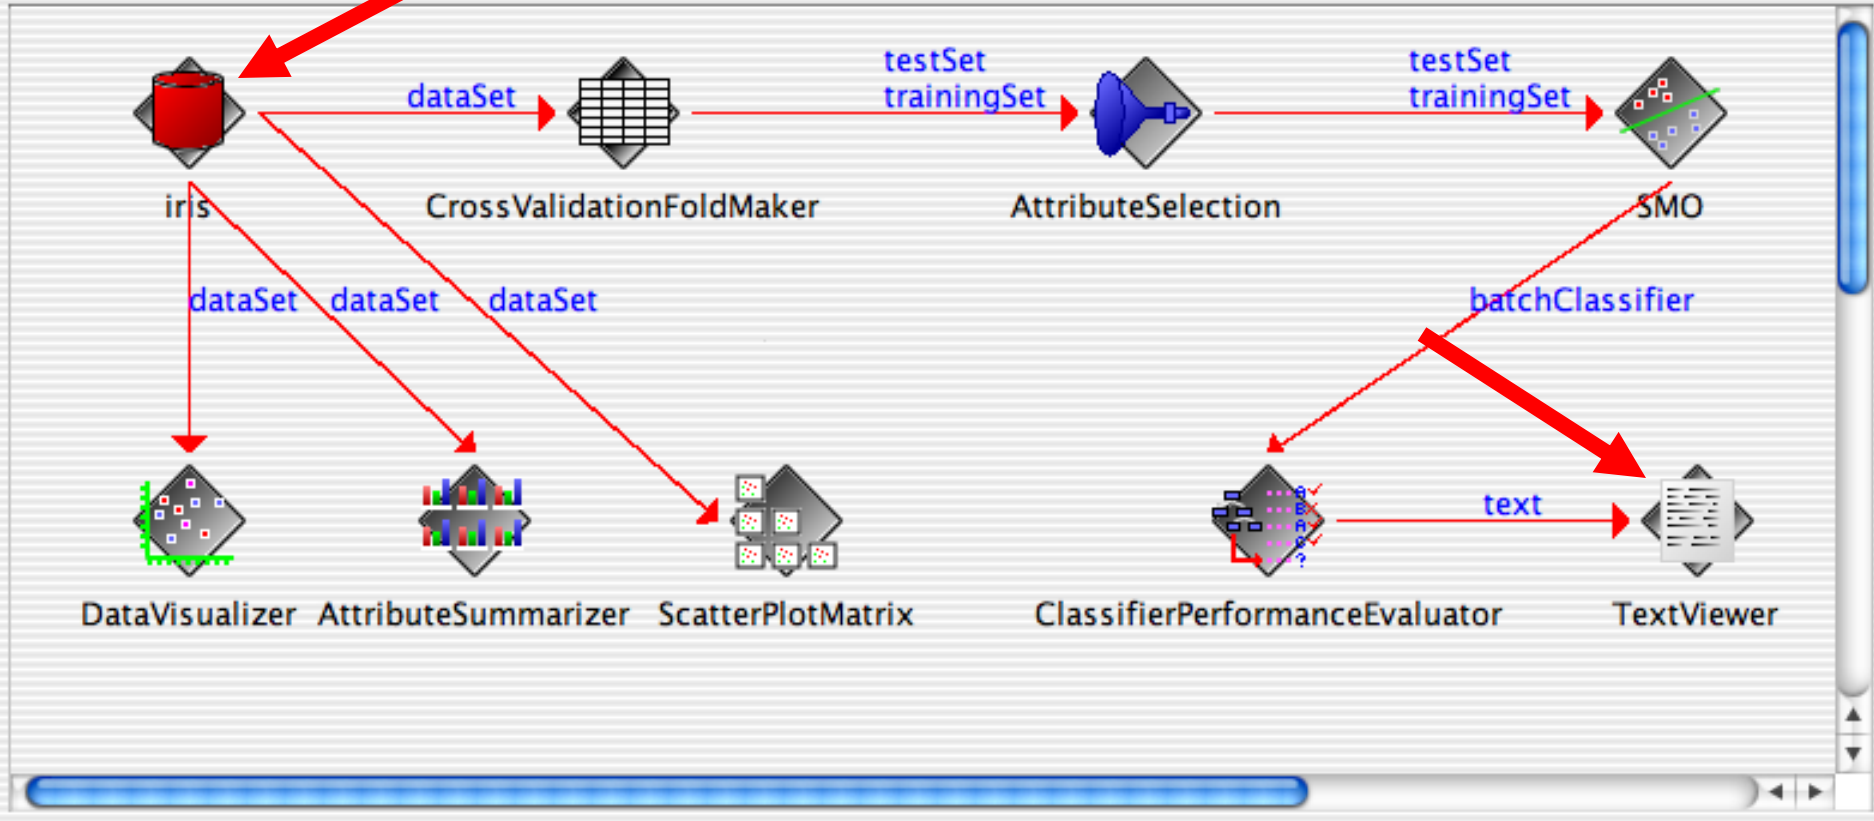 testSet
testSet
dataSet
trainingSet
trainingSet
iris
CrossValidationFoldMaker
AttributeSelection
SMO
dataSet
dataSet
dataSet
batchClassifier
text
DataVisualizer
AttributeSummarizer
ScatterPlotMatrix
ClassifierPerformanceEvaluator
TextViewer